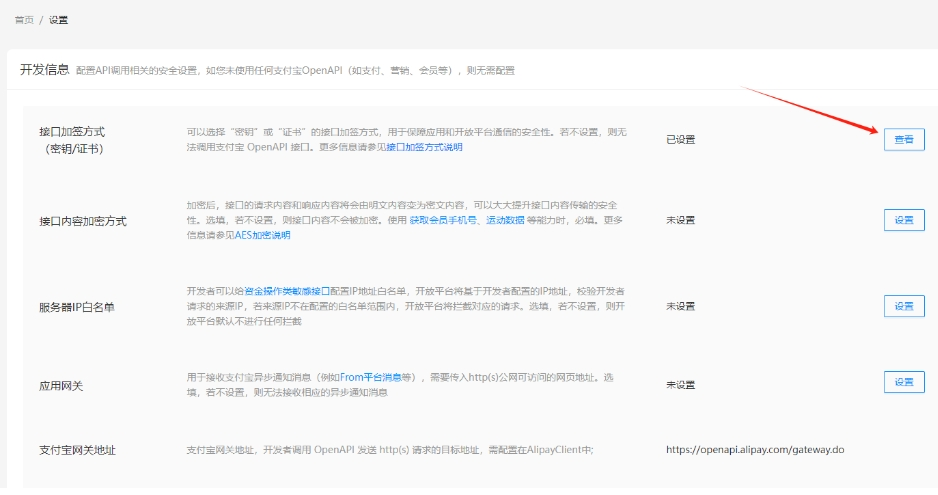 首页 / 设置
开发信息 配置API调用相关的安全设置，如您未使用任何支付宝OpenAPI（如支付、营销、会员等），则无需配置
接口加签方式
（密钥/证书）
可以选择“密钥”或“证书”的接口加签方式，用于保障应用和开放平台通信的安全性。若不设置，则无
法调用支付宝 OpenAPI 接口。更多信息请参见接口加签方式说明
已设置
查看
接口内容加密方式
加密后，接口的请求内容和响应内容将会由明文内容变为密文内容，可以大大提升接口内容传输的安全
性。选填，若不设置，则接口内容不会被加密。使用 获取会员手机号、运动数据 等能力时，必填。更多
信息请参见AES加密说明
未设置
设置
服务器IP白名单
开发者可以给资金操作类敏感接口配置IP地址白名单，开放平台将基于开发者配置的IP地址，校验开发者
请求的来源IP，若来源IP不在配置的白名单范围内，开放平台将拦截对应的请求。选填，若不设置，则开
放平台默认不进行任何拦截
未设置
设置
应用网关
用于接收支付宝异步通知消息（例如From平台消息等），需要传入http(s)公网可访问的网页地址。选
填，若不设置，则无法接收相应的异步通知消息
未设置
设置
支付宝网关地址
支付宝网关地址，开发者调用 OpenAPI 发送 http(s) 请求的目标地址，需配置在AlipayClient中;
https://openapi.alipay.com/gateway.do